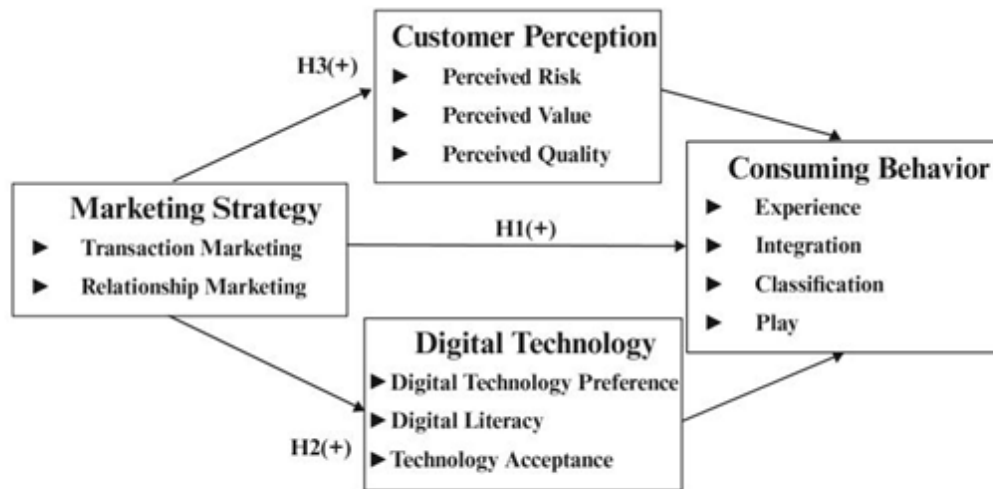 Customer Perception
► Perceived Risk
► Perceived Value
► Perceived Quality
H3(+)
Marketing Strategy
► Transaction Marketing
► Relationship Marketing
H1(+)
Consuming Behavior
► Experience
► Integration
► Classification
► Play
Digital Technology
► Digital Technology Preference
► Digital Literacy
► Technology Acceptance
H2(+)